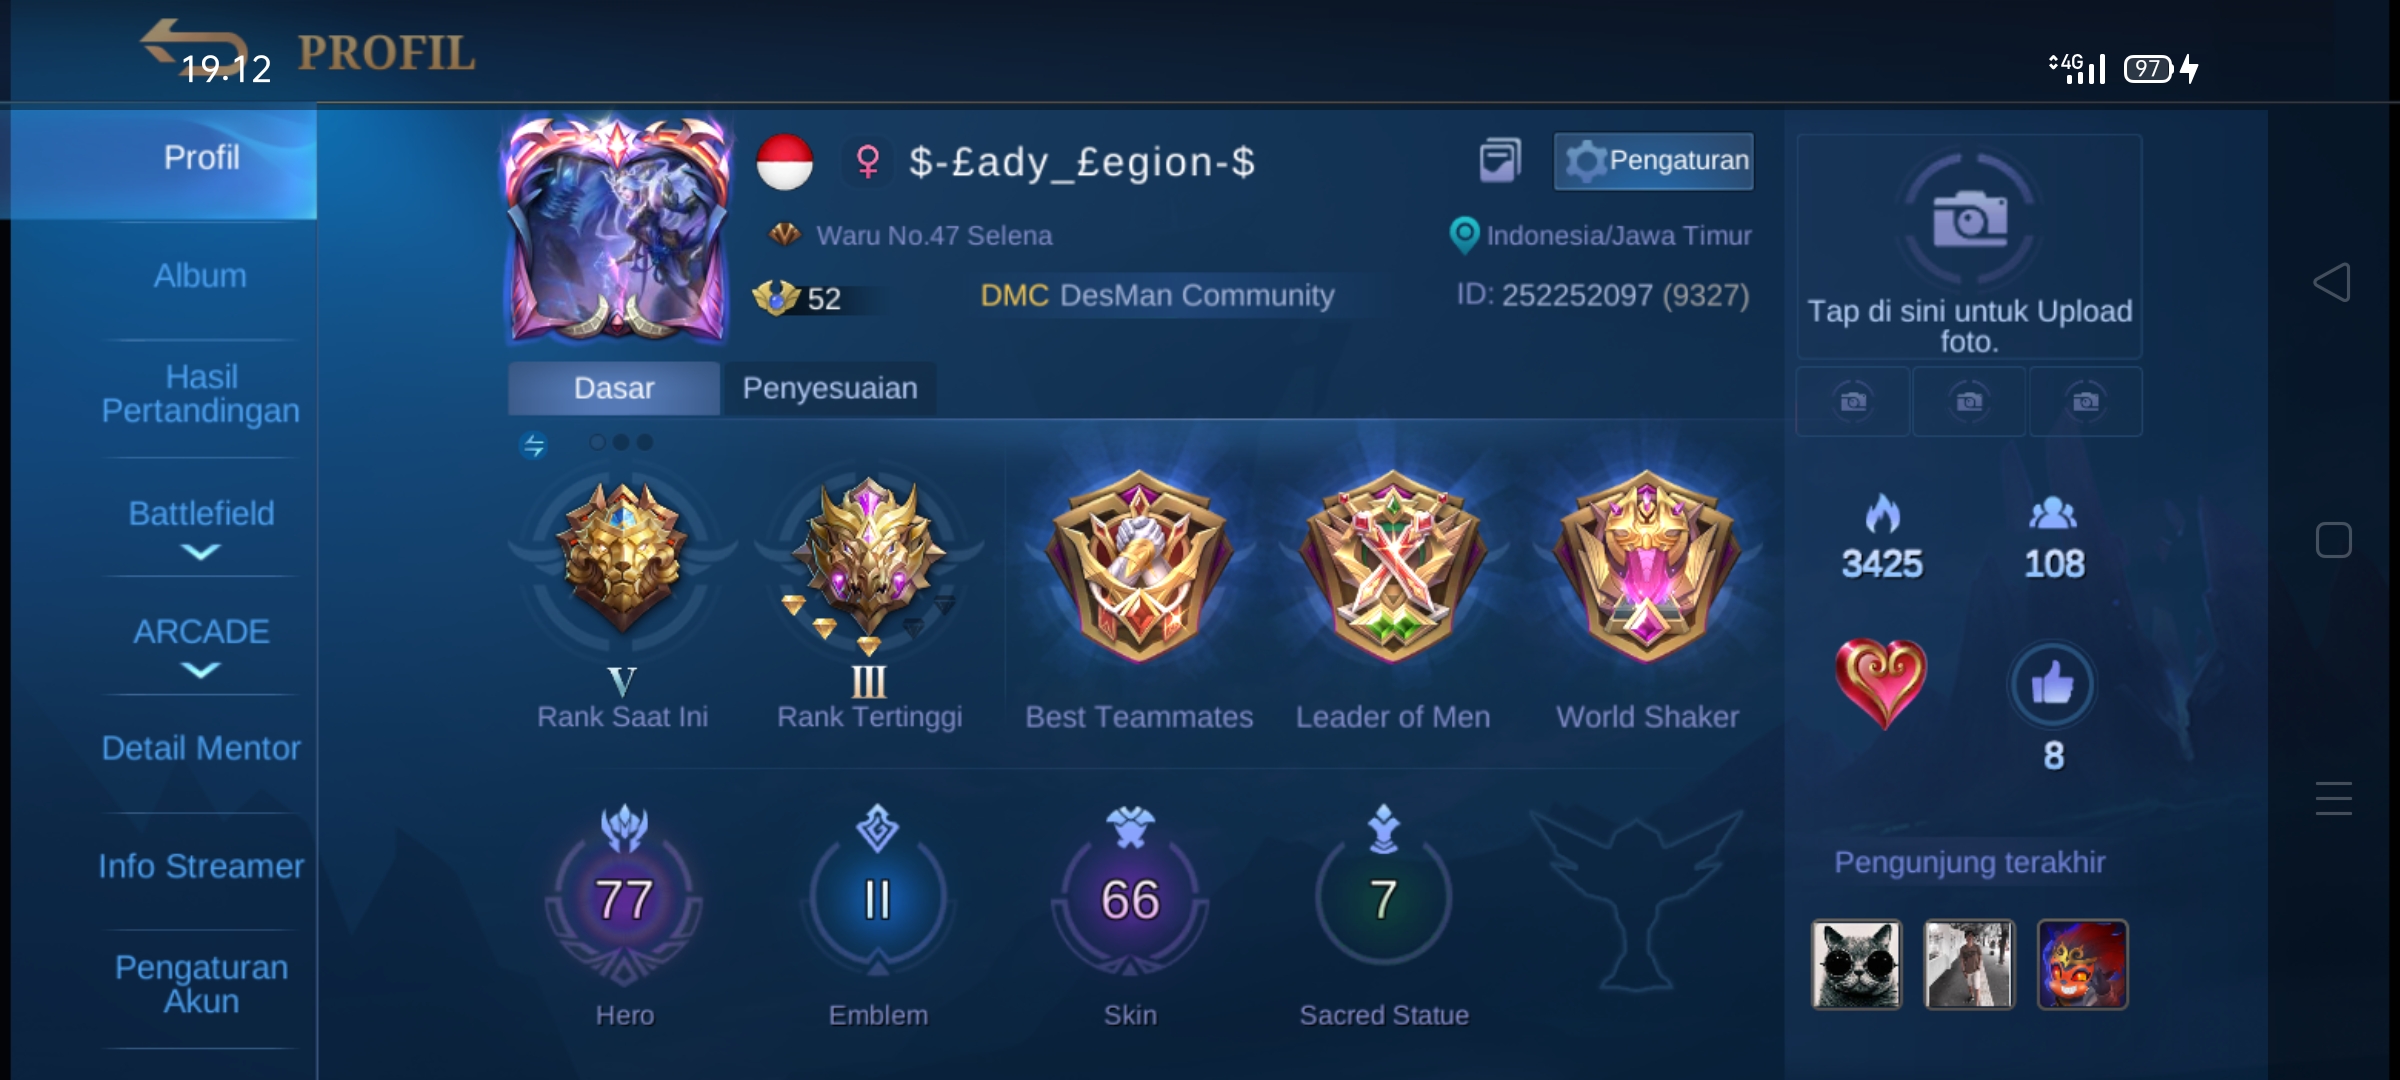 PROFIL
19.12
4G
97
Profil
Album
Hasil
Pertandingan
Battlefield
ARCADE
Detail Mentor
Info Streamer
Pengaturan
Akun
$-£ady_£egion-$
Pengaturan
Waru No.47 Selena
Indonesia/Jawa Timur
52
DMC DesMan Community
ID: 252252097 (9327)
Dasar
Penyesuaian
V
Rank Saat Ini
III
Rank Tertinggi
Best Teammates
Leader of Men
World Shaker
77
Hero
II
Emblem
66
Skin
7
Sacred Statue
Tap di sini untuk Upload
foto.
3425
108
8
Pengunjung terakhir